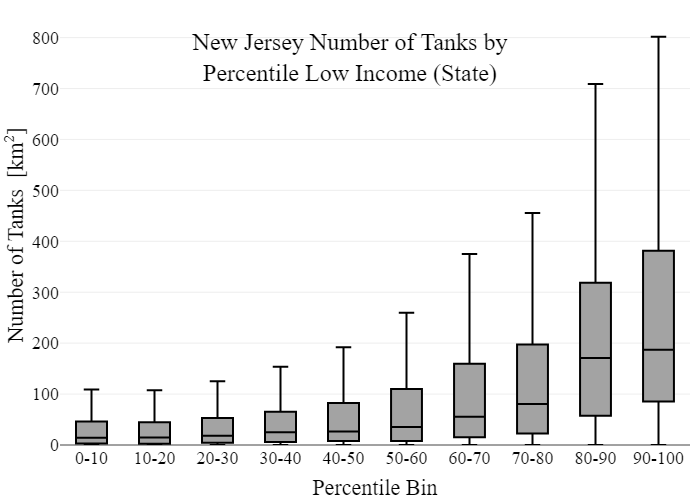 New Jersey Number of Tanks by
Percentile Low Income (State)
Number of Tanks [km²]
800
700
600
500
400
300
200
100
0
0-10 10-20 20-30 30-40 40-50 50-60 60-70 70-80 80-90 90-100
Percentile Bin